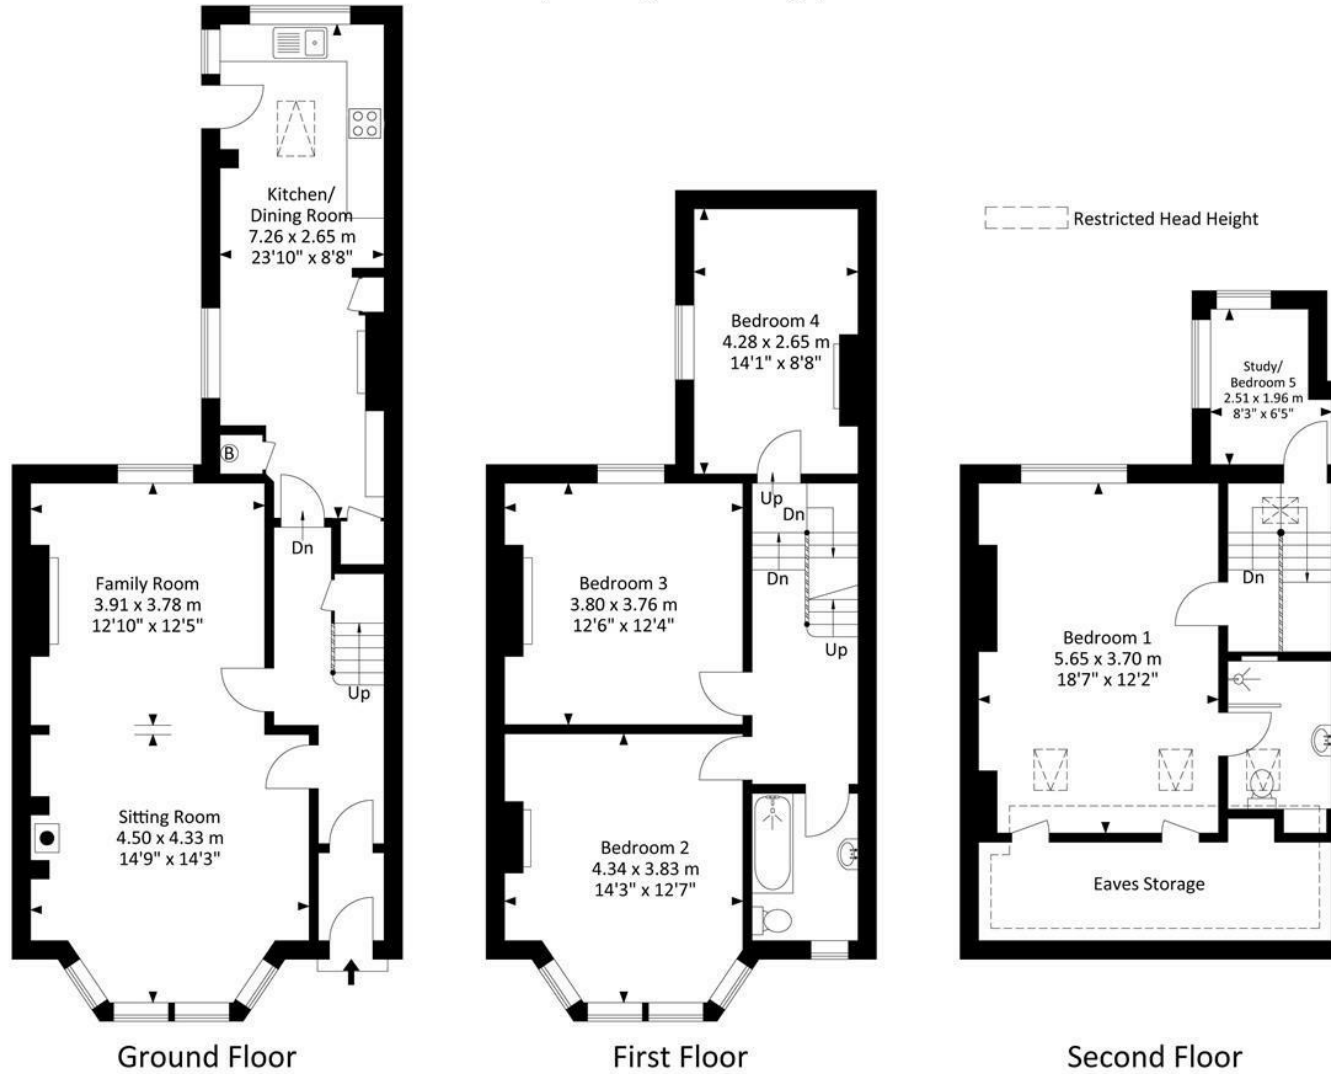 Kitchen/
Dining Room
7.26 x 2.65 m
23'10" x 8'8"
B
Dn
Family Room
3.91 x 3.78 m
12'10" x 12'5"
Up
Sitting Room
4.50 x 4.33 m
14'9" x 14'3"
Ground Floor
Bedroom 4
4.28 x 2.65 m
14'1" x 8'8"
Up
Dn
Dn
Bedroom 3
3.80 x 3.76 m
12'6" x 12'4"
Up
Bedroom 2
4.34 x 3.83 m
14'3" x 12'7"
First Floor
Restricted Head Height
Study/
Bedroom 5
2.51 x 1.96 m
8'3" x 6'5"
Dn
Bedroom 1
5.65 x 3.70 m
18'7" x 12'2"
Eaves Storage
Second Floor